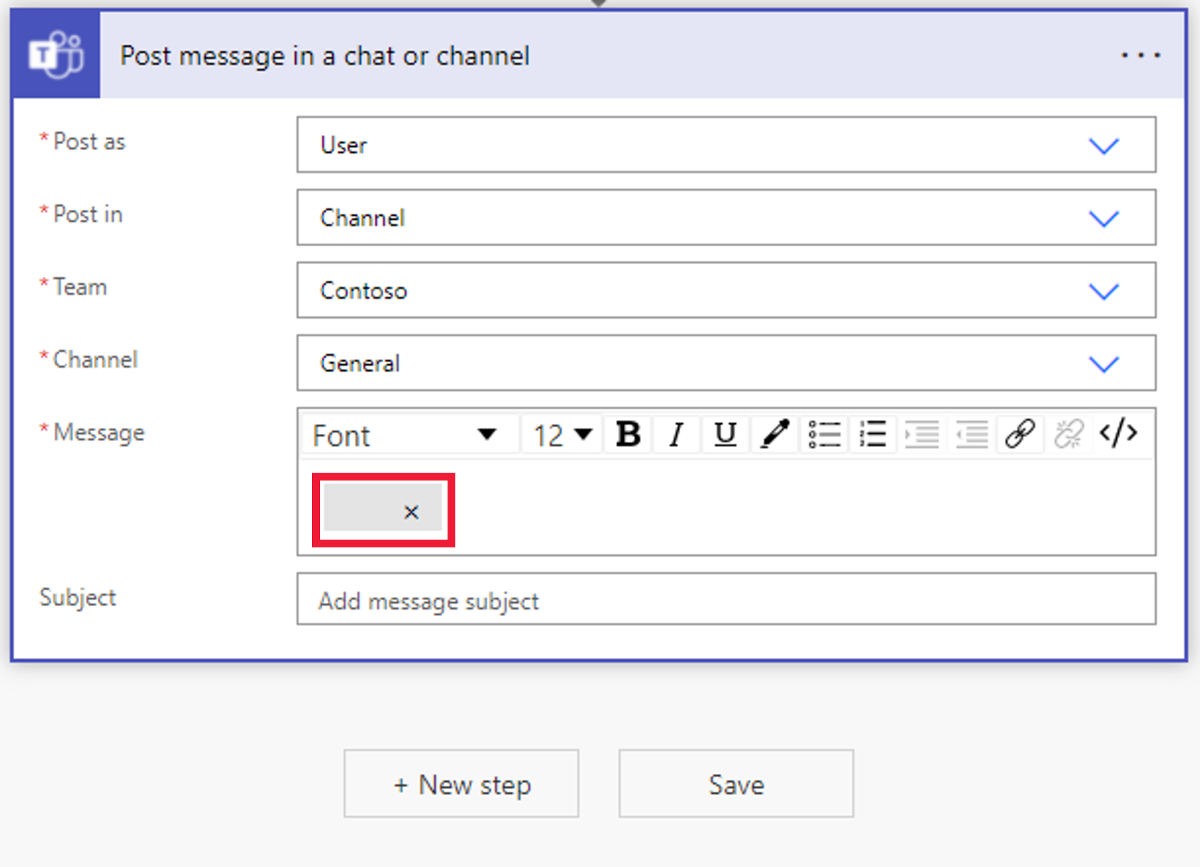 T
Post message in a chat or channel
* Post as
User
* Post in
Channel
* Team
Contoso
* Channel
General
* Message
Font
12
B
I
U
</>
×
Subject
Add message subject
+ New step
Save